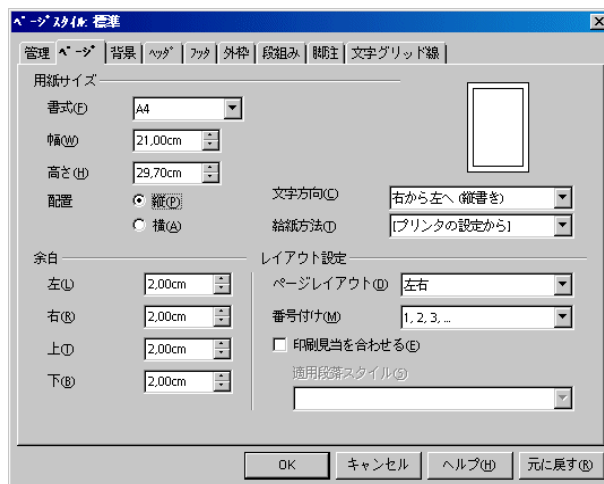 ﾍﾟｰｼﾞｽﾀｲﾙ: 標準
管理 ﾍﾟｰｼﾞ 背景 ﾍｯﾀﾞ ﾌｯﾀ 外枠 段組み 脚注 文字グリッド線
用紙サイズ
書式(F) A4
幅(W) 21,00cm
高さ(H) 29,70cm
配置 縦(P) 文字方向(C) 右から左へ (縦書き)
横(A) 給紙方法(T) [プリンタの設定から]
余白 レイアウト設定
左(L) 2,00cm ページレイアウト(D) 左右
右(R) 2,00cm 番号付け(M) 1, 2, 3, ...
上(T) 2,00cm 印刷見当を合わせる(E)
下(B) 2,00cm 適用段落スタイル(S)
OK キャンセル ヘルプ(H) 元に戻す(R)